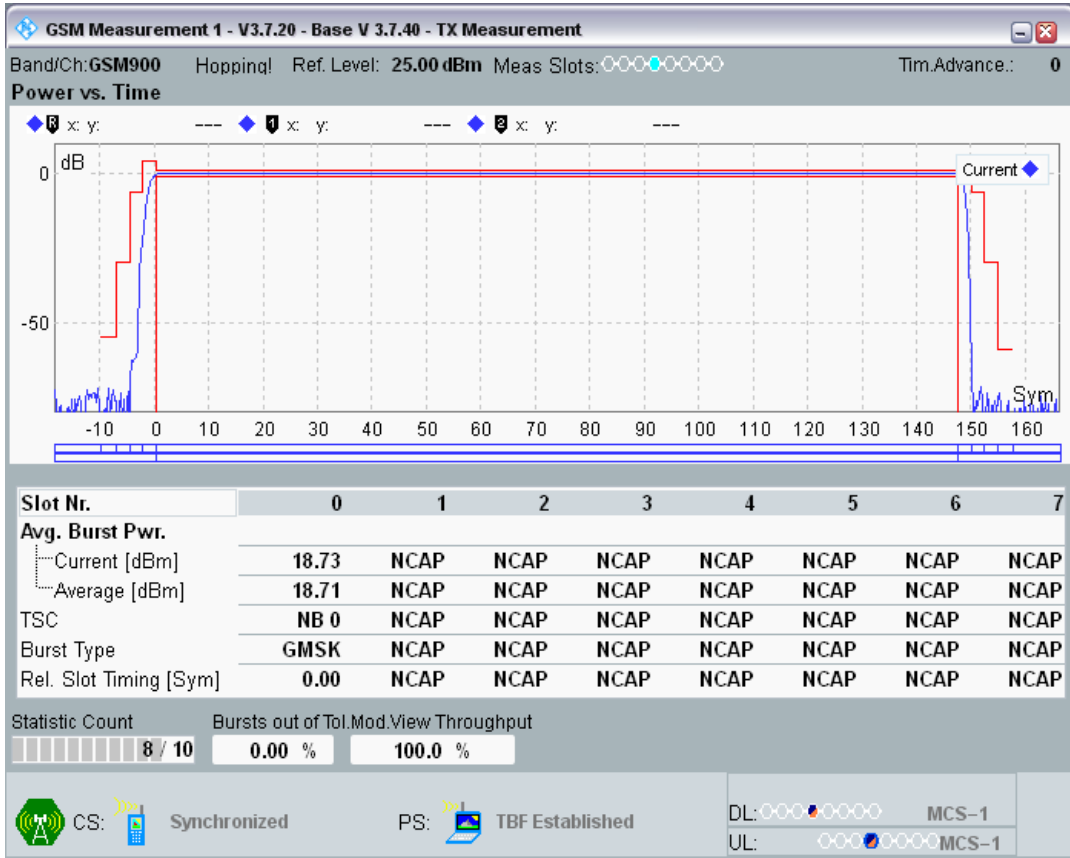 GSM Measurement 1 - V3.7.20 - Base V 3.7.40 - TX Measurement
Band/Ch:GSM900 Hopping! Ref. Level: 25.00 dBm Meas Slots: Tim.Advance.: 0
Power vs. Time
R x: y: --- 1 x: y: --- 2 x: y: ---
dB
Current
0
-50
Sym
-10 0 10 20 30 40 50 60 70 80 90 100 110 120 130 140 150 160
Slot Nr. 0 1 2 3 4 5 6 7
Avg. Burst Pwr.
Current [dBm] 18.73 NCAP NCAP NCAP NCAP NCAP NCAP NCAP
Average [dBm] 18.71 NCAP NCAP NCAP NCAP NCAP NCAP NCAP
TSC NB 0 NCAP NCAP NCAP NCAP NCAP NCAP NCAP
Burst Type GMSK NCAP NCAP NCAP NCAP NCAP NCAP NCAP
Rel. Slot Timing [Sym] 0.00 NCAP NCAP NCAP NCAP NCAP NCAP NCAP
Statistic Count Bursts out of Tol.Mod.View Throughput
8 / 10 0.00 % 100.0 %
CS: Synchronized PS: TBF Established
DL: MCS-1
UL: MCS-1